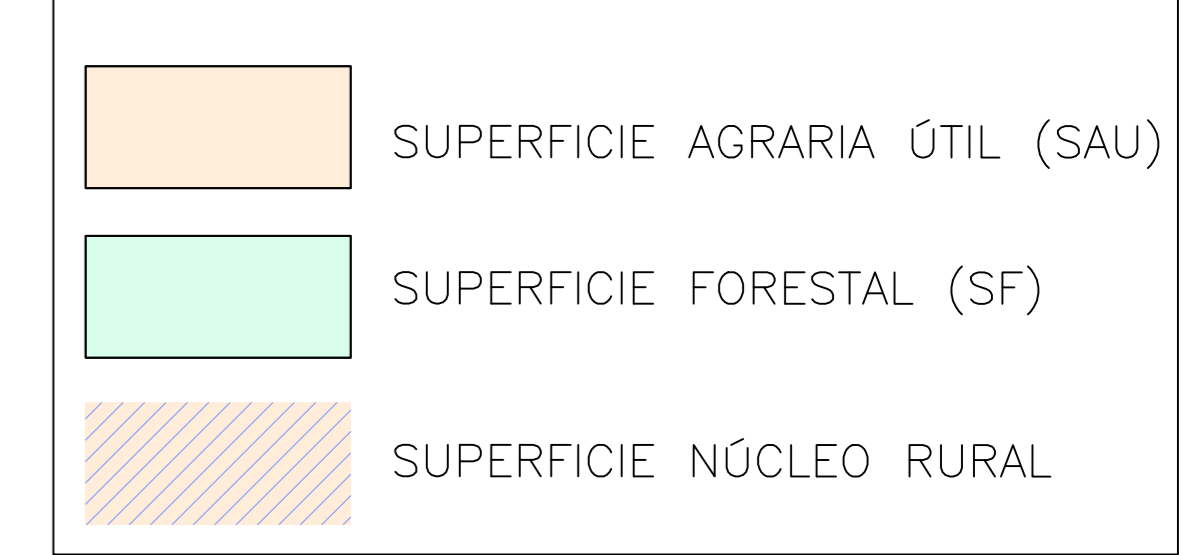 SUPERFICIE AGRARIA ÚTIL (SAU)
SUPERFICIE FORESTAL (SF)
SUPERFICIE NÚCLEO RURAL